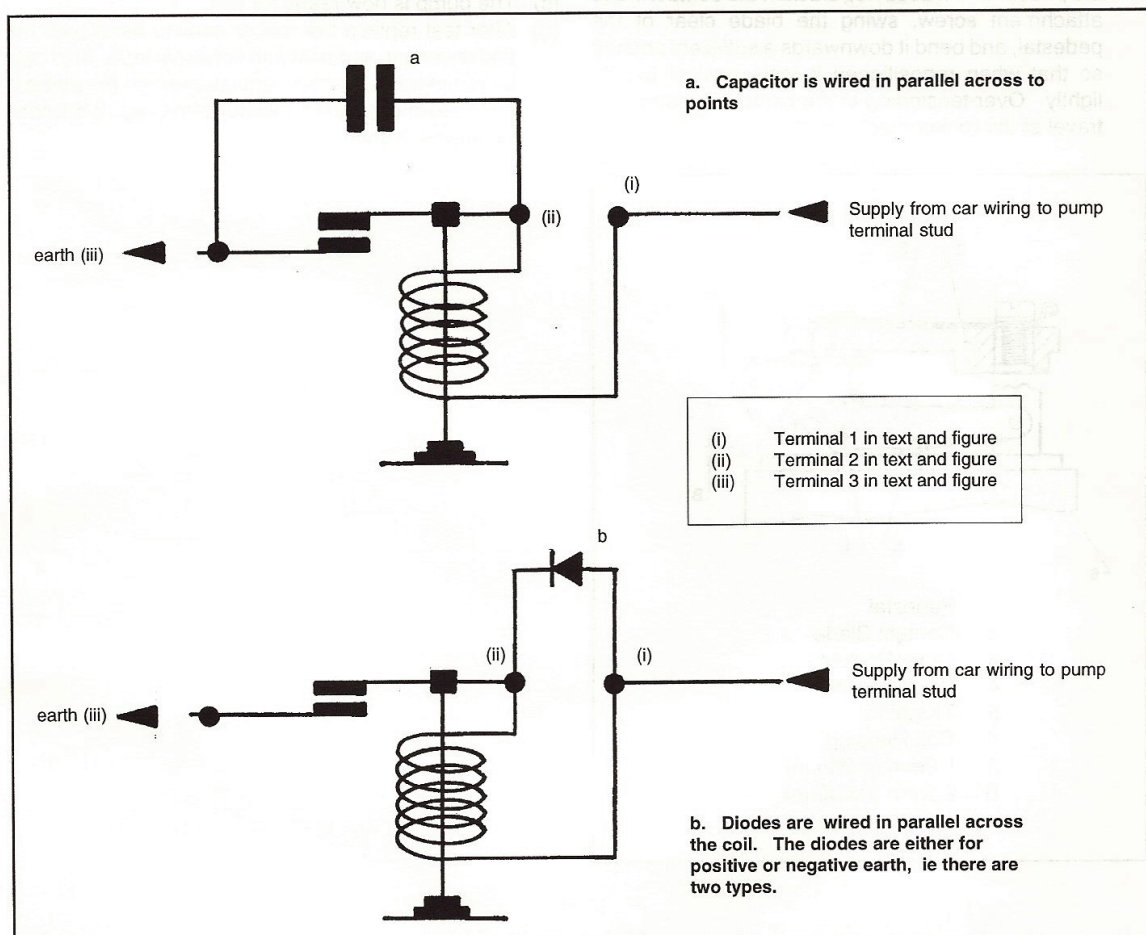 a
a. Capacitor is wired in parallel across to
points
(i)
(ii)
Supply from car wiring to pump
terminal stud
earth (iii)
(i) Terminal 1 in text and figure
(ii) Terminal 2 in text and figure
(iii) Terminal 3 in text and figure
b
(ii)
(i)
Supply from car wiring to pump
terminal stud
earth (iii)
b. Diodes are wired in parallel across
the coil. The diodes are either for
positive or negative earth, ie there are
two types.